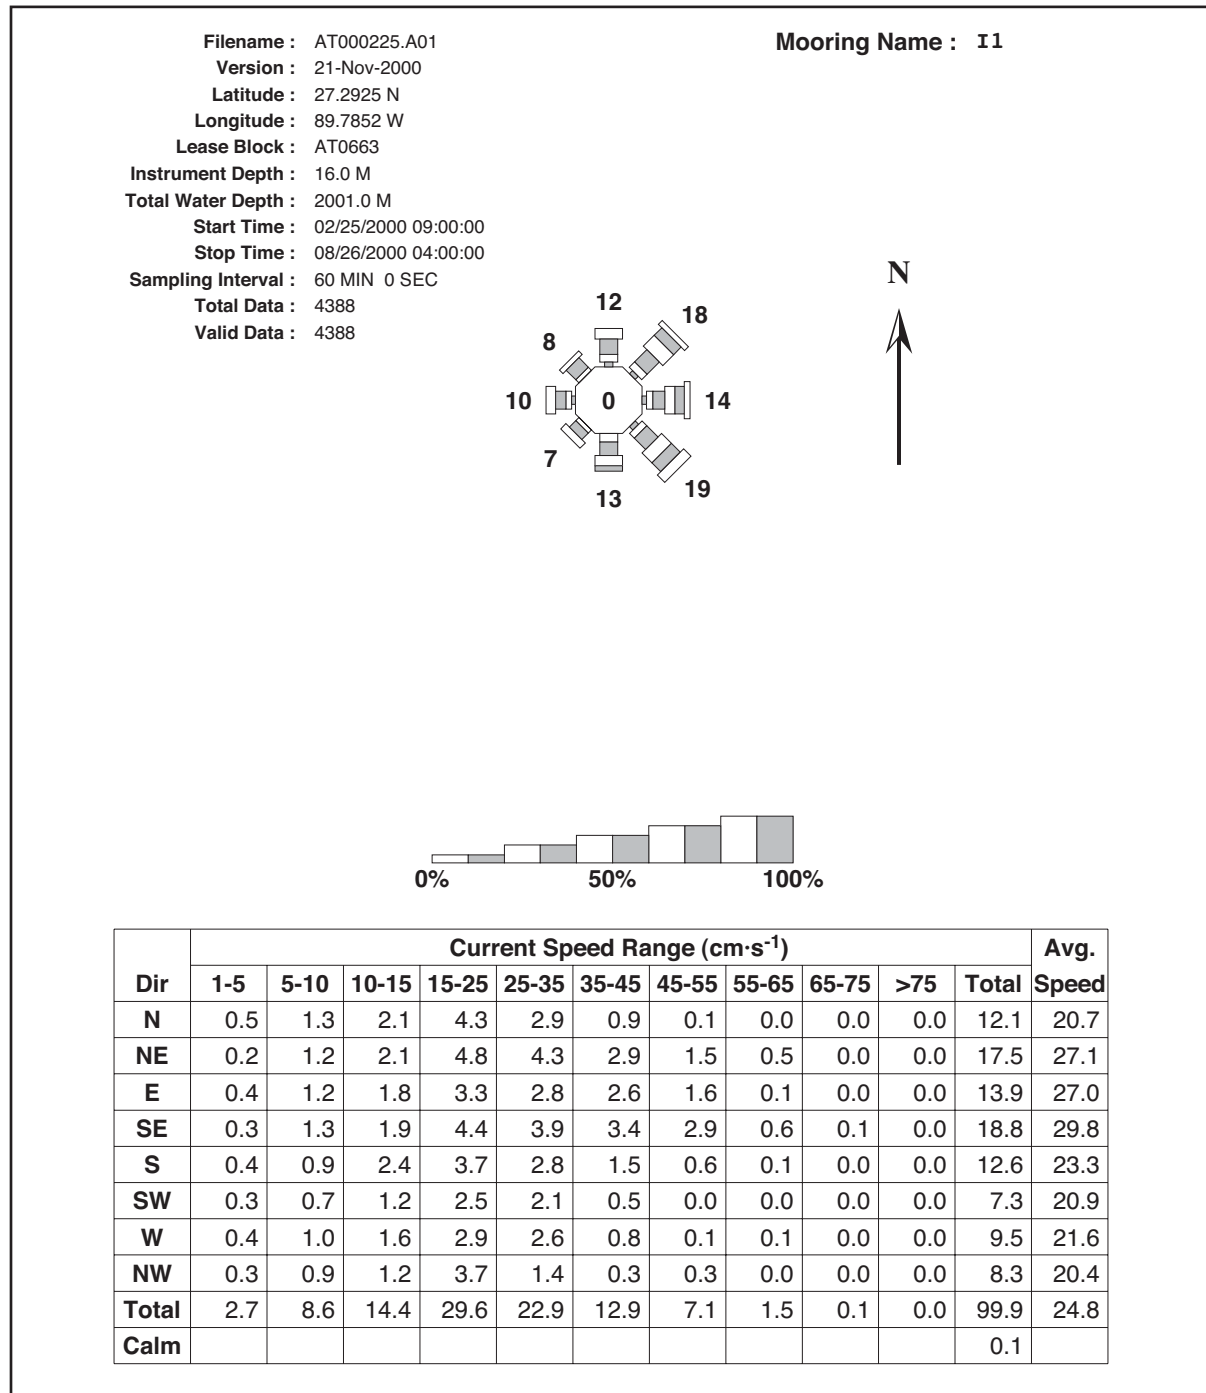 Filename : AT000225.A01
Mooring Name : I1
Version : 21-Nov-2000
Latitude : 27.2925 N
Longitude : 89.7852 W
Lease Block : AT0663
Instrument Depth : 16.0 M
Total Water Depth : 2001.0 M
Start Time : 02/25/2000 09:00:00
Stop Time : 08/26/2000 04:00:00
Sampling Interval : 60 MIN 0 SEC
Total Data : 4388
Valid Data : 4388
N
12
18
8
10
0
14
7
19
13
0% 50% 100%
Current Speed Range (cm·s-1) Avg.
Dir 1-5 5-10 10-15 15-25 25-35 35-45 45-55 55-65 65-75 >75 Total Speed
N 0.5 1.3 2.1 4.3 2.9 0.9 0.1 0.0 0.0 0.0 12.1 20.7
NE 0.2 1.2 2.1 4.8 4.3 2.9 1.5 0.5 0.0 0.0 17.5 27.1
E 0.4 1.2 1.8 3.3 2.8 2.6 1.6 0.1 0.0 0.0 13.9 27.0
SE 0.3 1.3 1.9 4.4 3.9 3.4 2.9 0.6 0.1 0.0 18.8 29.8
S 0.4 0.9 2.4 3.7 2.8 1.5 0.6 0.1 0.0 0.0 12.6 23.3
SW 0.3 0.7 1.2 2.5 2.1 0.5 0.0 0.0 0.0 0.0 7.3 20.9
W 0.4 1.0 1.6 2.9 2.6 0.8 0.1 0.1 0.0 0.0 9.5 21.6
NW 0.3 0.9 1.2 3.7 1.4 0.3 0.3 0.0 0.0 0.0 8.3 20.4
Total 2.7 8.6 14.4 29.6 22.9 12.9 7.1 1.5 0.1 0.0 99.9 24.8
Calm 0.1